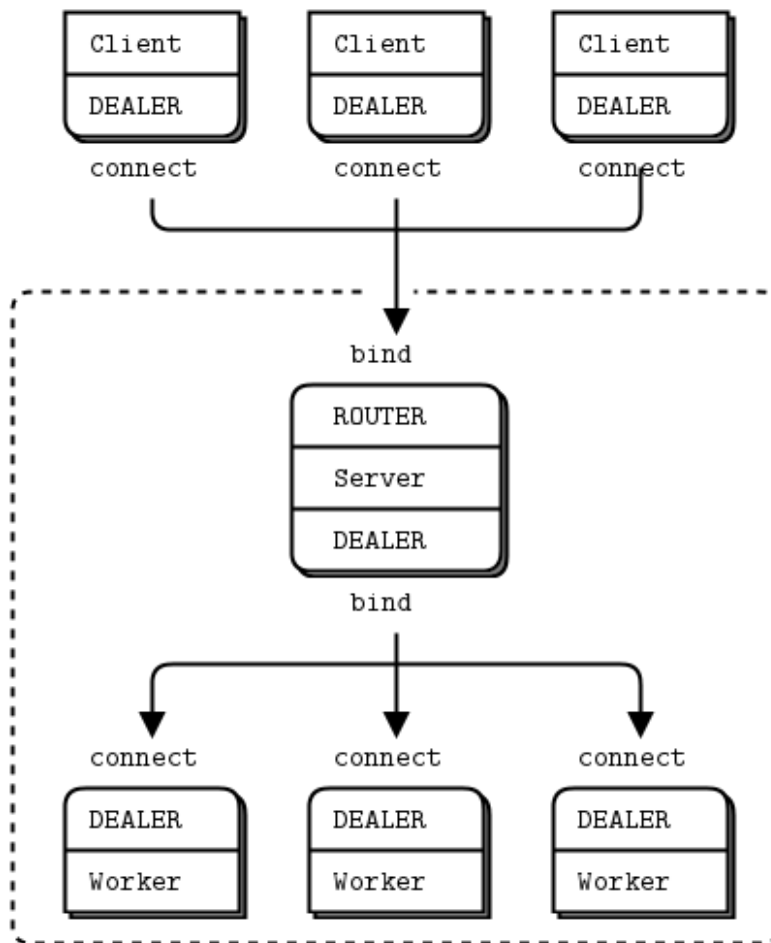 Client Client Client
DEALER DEALER DEALER
connect connect connect
bind
ROUTER
Server
DEALER
bind
connect connect connect
DEALER DEALER DEALER
Worker Worker Worker